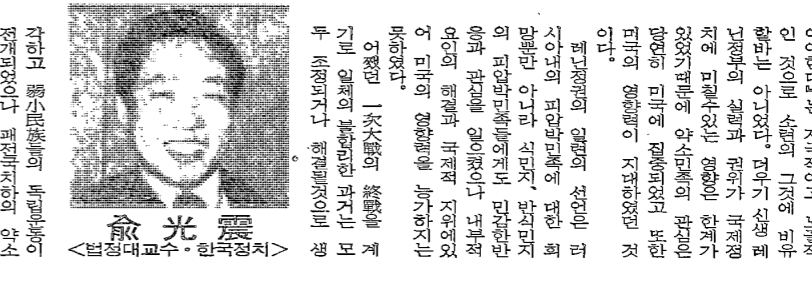 인 것으로 소련의 그것에 비유
할바는 아니었다. 더우기 신생 레
닌정부의 실력과 권위가 국제정
치에 미칠수있는 영향은 한계가
있었기때문에 약소민족의 관심은
당연히 미국에 집중되었고 또한
미국의 영향력이 지대하였던 것
이다.
레닌정권의 일련의 선언은 러
시아내의 피압박민족에 대한 희
망뿐만 아니라 식민지、반식민지
의 피압박민족들에게도 민감한반
응과 관심을 일으켰으나 내부적
요인의 해결과 국제적 지위에있
어 미국의 영향력을 능가하지는
못하였다.
어쨌던 一次大戰의 終戰을 계
기로 일체의 불합리한 과거는 모
두 조정되거나 해결될것으로 생
각하고 弱小民族들의 독립운동이
전개되었으나 패전국치하의 약소
兪光震
<법정대교수·한국정치>